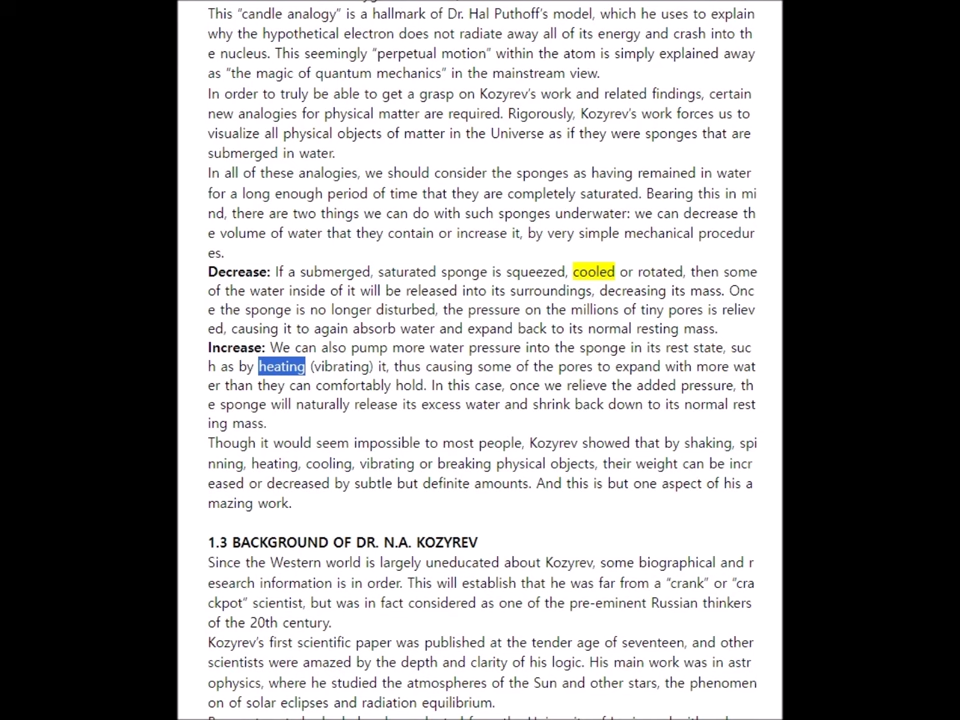 This “candle analogy” is a hallmark of Dr. Hal Puthoff’s model, which he uses to explain
why the hypothetical electron does not radiate away all of its energy and crash into th
e nucleus. This seemingly “perpetual motion” within the atom is simply explained away
as “the magic of quantum mechanics” in the mainstream view.
In order to truly be able to get a grasp on Kozyrev’s work and related findings, certain
new analogies for physical matter are required. Rigorously, Kozyrev’s work forces us to
visualize all physical objects of matter in the Universe as if they were sponges that are
submerged in water.
In all of these analogies, we should consider the sponges as having remained in water
for a long enough period of time that they are completely saturated. Bearing this in mi
nd, there are two things we can do with such sponges underwater: we can decrease th
e volume of water that they contain or increase it, by very simple mechanical procedur
es.
Decrease: If a submerged, saturated sponge is squeezed, cooled or rotated, then some
of the water inside of it will be released into its surroundings, decreasing its mass. Onc
e the sponge is no longer disturbed, the pressure on the millions of tiny pores is reliev
ed, causing it to again absorb water and expand back to its normal resting mass.
Increase: We can also pump more water pressure into the sponge in its rest state, suc
h as by heating (vibrating) it, thus causing some of the pores to expand with more wat
er than they can comfortably hold. In this case, once we relieve the added pressure, th
e sponge will naturally release its excess water and shrink back down to its normal rest
ing mass.
Though it would seem impossible to most people, Kozyrev showed that by shaking, spi
nning, heating, cooling, vibrating or breaking physical objects, their weight can be incr
eased or decreased by subtle but definite amounts. And this is but one aspect of his a
mazing work.
1.3 BACKGROUND OF DR. N.A. KOZYREV
Since the Western world is largely uneducated about Kozyrev, some biographical and r
esearch information is in order. This will establish that he was far from a “crank” or “cra
ckpot” scientist, but was in fact considered as one of the pre-eminent Russian thinkers
of the 20th century.
Kozyrev’s first scientific paper was published at the tender age of seventeen, and other
scientists were amazed by the depth and clarity of his logic. His main work was in astr
ophysics, where he studied the atmospheres of the Sun and other stars, the phenomen
on of solar eclipses and radiation equilibrium.